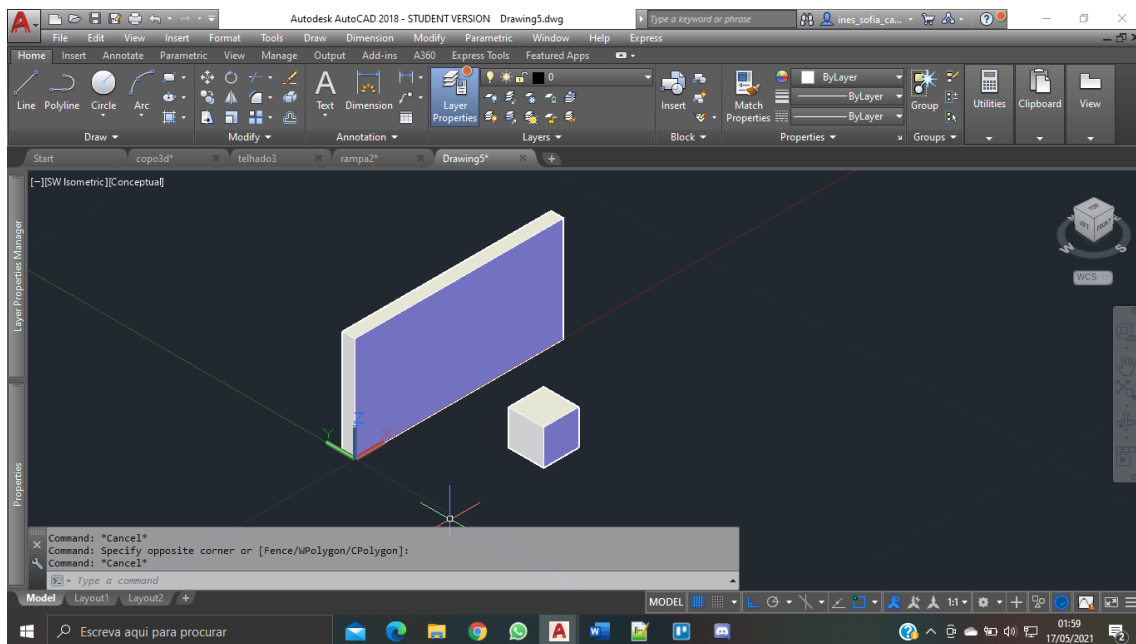 Autodesk AutoCAD 2018 - STUDENT VERSION Drawing5.dwg
Type a keyword or phrase
ines_sofia_ca...
File Edit View Insert Format Tools Draw Dimension Modify Parametric Window Help Express
Home Insert Annotate Parametric View Manage Output Add-ins A360 Express Tools Featured Apps
0
ByLayer
Line Polyline Circle Arc
Text Dimension
Layer Properties
Insert
Match Properties
ByLayer
ByLayer
Group
Utilities Clipboard View
Draw Modify Annotation Layers Block Properties Groups
Start copo3d* telhado3 rampa2* Drawing5*
[−][SW Isometric][Conceptual]
TOP
LEFT FRONT
W S
WCS
Layer Properties Manager
Properties
Z
Y X
Command: *Cancel*
Command: Specify opposite corner or [Fence/WPolygon/CPolygon]:
Command: *Cancel*
Type a command
Model Layout1 Layout2 +
MODEL 1:1
Escreva aqui para procurar
01:59
17/05/2021